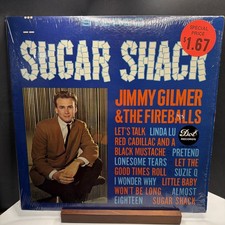 SUGAR SHACK
SPECIAL
PRICE
$1.67
JIMMY GILMER
& THE FIREBALLS
LET'S TALK LINDA LU
RED CADILLAC AND A
BLACK MUSTACHE PRETEND
LONESOME TEARS LET THE
GOOD TIMES ROLL SUZIE Q
I WONDER WHY LITTLE BABY
WON'T BE LONG ALMOST
EIGHTEEN SUGAR SHACK
Dot
RECORDS